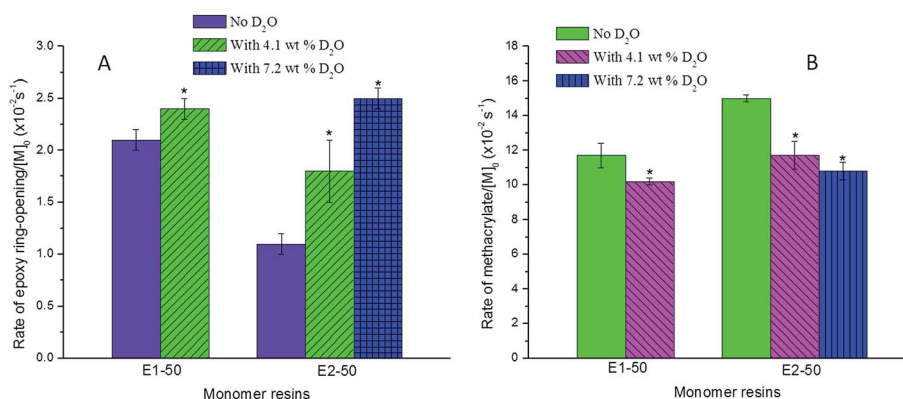 No D₂O
With 4.1 wt % D₂O
With 7.2 wt % D₂O
A
Rate of epoxy ring-opening/[M]₀ (x10⁻²s⁻¹)
3.0
2.5
2.0
1.5
1.0
0.5
0.0
*
*
*
E1-50
E2-50
Monomer resins
No D₂O
With 4.1 wt % D₂O
With 7.2 wt % D₂O
B
Rate of methacrylate/[M]₀ (x10⁻² s⁻¹)
18
16
14
12
10
8
6
4
2
0
*
*
*
E1-50
E2-50
Monomer resins